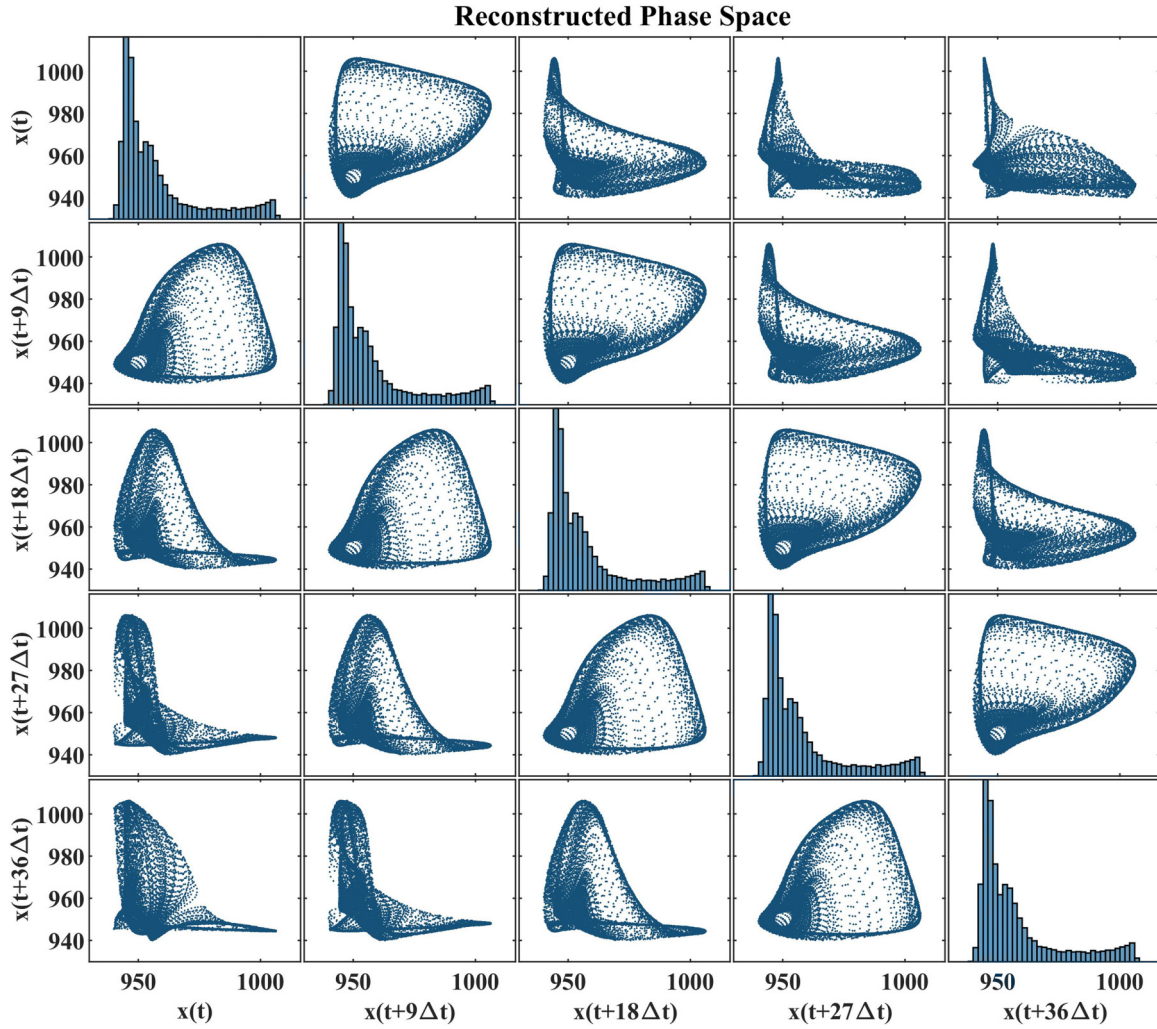 Reconstructed Phase Space
x(t)
1000
980
960
940
x(t+9Δt)
1000
980
960
940
x(t+18Δt)
1000
980
960
940
x(t+27Δt)
1000
980
960
940
x(t+36Δt)
1000
980
960
940
950 1000 950 1000 950 1000 950 1000 950 1000
x(t) x(t+9Δt) x(t+18Δt) x(t+27Δt) x(t+36Δt)